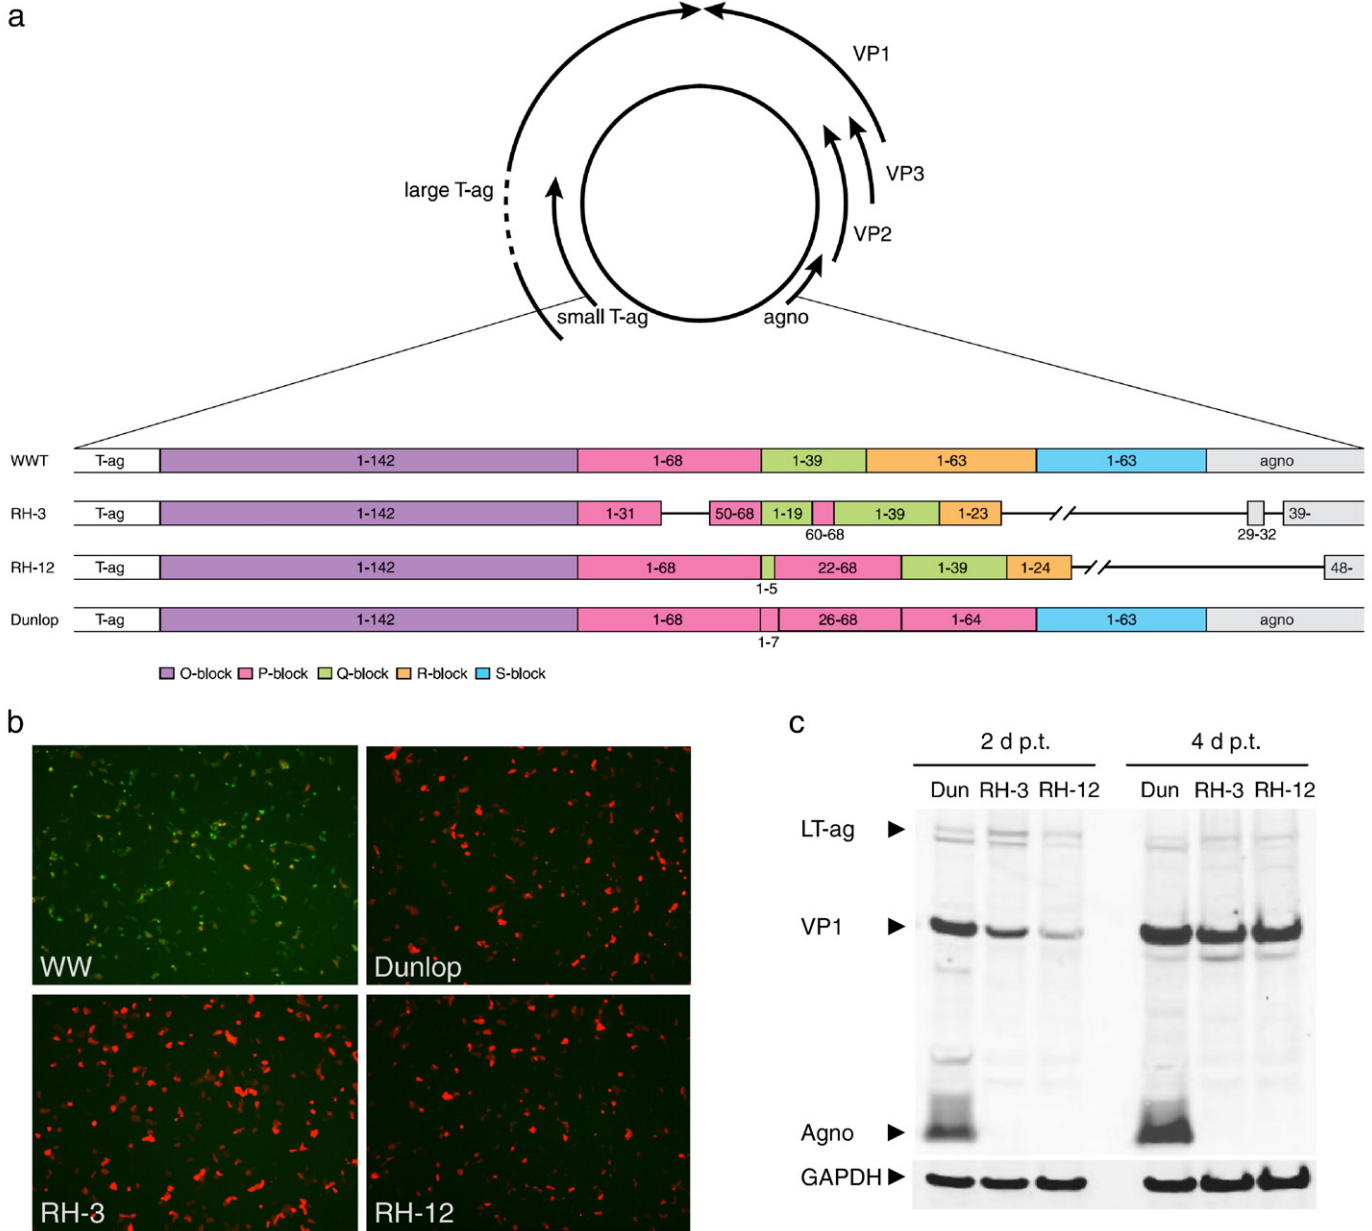 a
VP1
large T-ag
VP3
VP2
small T-ag
agno
WWT T-ag 1-142 1-68 1-39 1-63 1-63 agno
RH-3 T-ag 1-142 1-31 50-68 1-19 1-39 1-23 39-
60-68 29-32
RH-12 T-ag 1-142 1-68 22-68 1-39 1-24 48-
1-5
Dunlop T-ag 1-142 1-68 26-68 1-64 1-63 agno
1-7
O-block P-block Q-block R-block S-block
b
WW
Dunlop
RH-3
RH-12
c
2 d p.t. 4 d p.t.
Dun RH-3 RH-12 Dun RH-3 RH-12
LT-ag
VP1
Agno
GAPDH